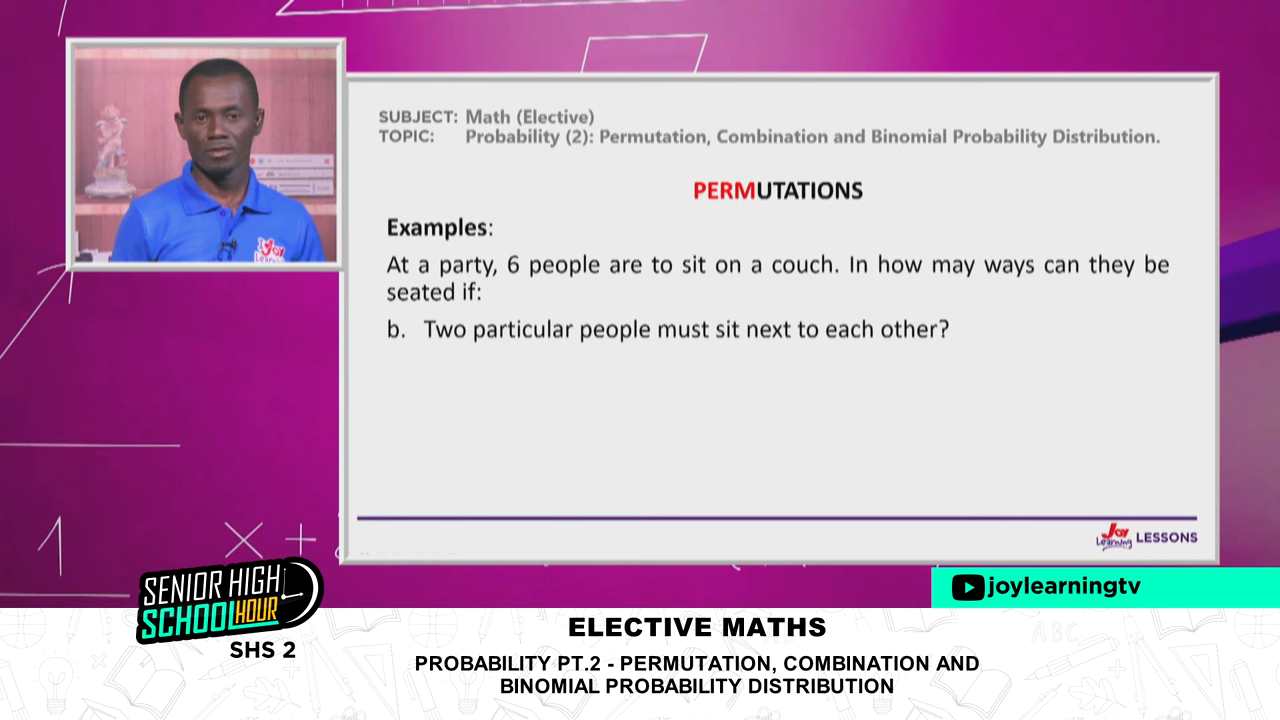 SUBJECT: Math (Elective)
TOPIC: Probability (2): Permutation, Combination and Binomial Probability Distribution.
PERMUTATIONS
Examples:
At a party, 6 people are to sit on a couch. In how may ways can they be
seated if:
b. Two particular people must sit next to each other?
Joy
Learning
LESSONS
Joy
Learning
joylearningtv
SENIOR HIGH
SCHOOL HOUR
SHS 2
ELECTIVE MATHS
PROBABILITY PT.2 - PERMUTATION, COMBINATION AND
BINOMIAL PROBABILITY DISTRIBUTION
ABC